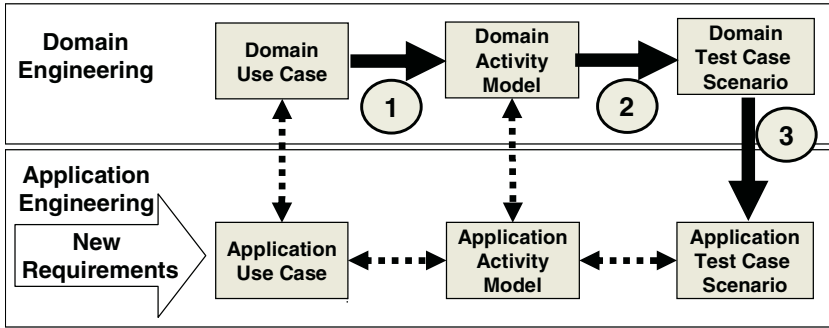 Domain
Engineering
Domain
Use Case
1
Domain
Activity
Model
2
Domain
Test Case
Scenario
3
Application
Engineering
New
Requirements
Application
Use Case
Application
Activity
Model
Application
Test Case
Scenario